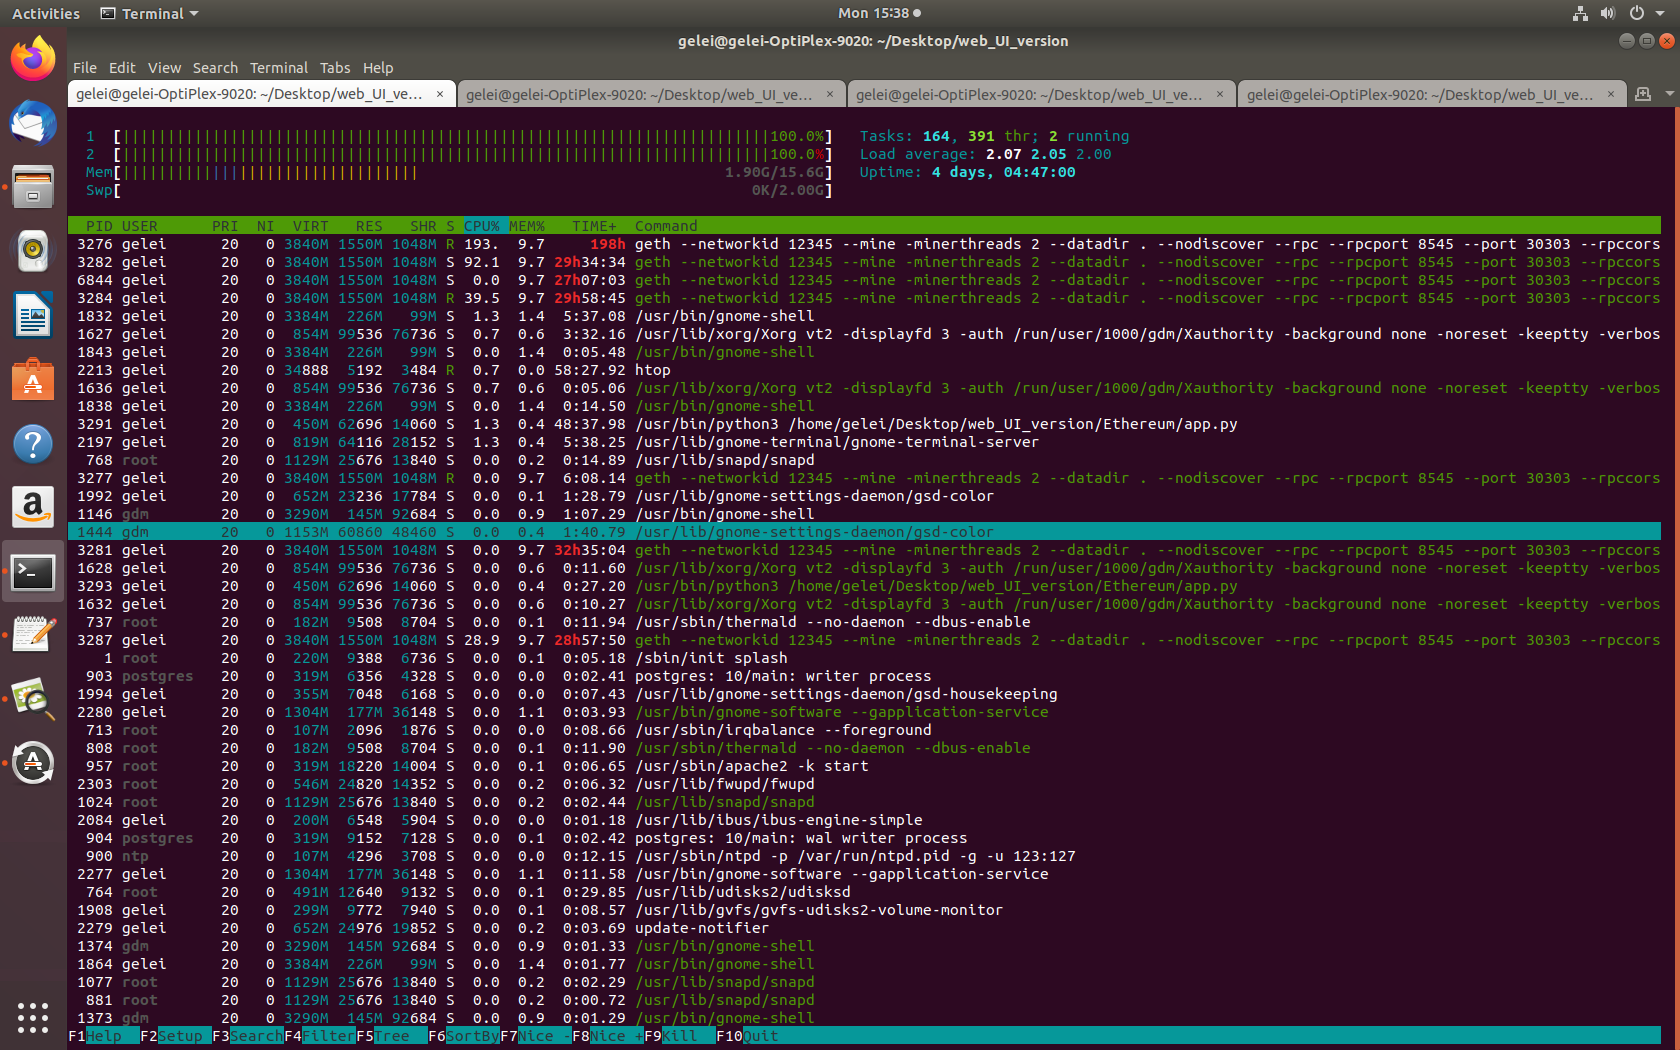 Activities Terminal Mon 15:38
gelei@gelei-OptiPlex-9020: ~/Desktop/web_UI_version
File Edit View Search Terminal Tabs Help
gelei@gelei-OptiPlex-9020: ~/Desktop/web_UI_ve... × gelei@gelei-OptiPlex-9020: ~/Desktop/web_UI_ve... × gelei@gelei-OptiPlex-9020: ~/Desktop/web_UI_ve... × gelei@gelei-OptiPlex-9020: ~/Desktop/web_UI_ve... ×
1 [100.0%] Tasks: 164, 391 thr; 2 running
2 [100.0%] Load average: 2.07 2.05 2.00
Mem[1.90G/15.6G] Uptime: 4 days, 04:47:00
Swp[0K/2.00G]
PID USER PRI NI VIRT RES SHR S CPU% MEM% TIME+ Command
3276 gelei 20 0 3840M 1550M 1048M R 193. 9.7 198h geth --networkid 12345 --mine -minerthreads 2 --datadir . --nodiscover --rpc --rpcport 8545 --port 30303 --rpccors
3282 gelei 20 0 3840M 1550M 1048M S 92.1 9.7 29h34:34 geth --networkid 12345 --mine -minerthreads 2 --datadir . --nodiscover --rpc --rpcport 8545 --port 30303 --rpccors
6844 gelei 20 0 3840M 1550M 1048M S 0.0 9.7 27h07:03 geth --networkid 12345 --mine -minerthreads 2 --datadir . --nodiscover --rpc --rpcport 8545 --port 30303 --rpccors
3284 gelei 20 0 3840M 1550M 1048M R 39.5 9.7 29h58:45 geth --networkid 12345 --mine -minerthreads 2 --datadir . --nodiscover --rpc --rpcport 8545 --port 30303 --rpccors
1832 gelei 20 0 3384M 226M 99M S 1.3 1.4 5:37.08 /usr/bin/gnome-shell
1627 gelei 20 0 854M 99536 76736 S 0.7 0.6 3:32.16 /usr/lib/xorg/Xorg vt2 -displayfd 3 -auth /run/user/1000/gdm/Xauthority -background none -noreset -keeptty -verbos
1843 gelei 20 0 3384M 226M 99M S 0.0 1.4 0:05.48 /usr/bin/gnome-shell
2213 gelei 20 0 34888 5192 3484 R 0.7 0.0 58:27.92 htop
1636 gelei 20 0 854M 99536 76736 S 0.7 0.6 0:05.06 /usr/lib/xorg/Xorg vt2 -displayfd 3 -auth /run/user/1000/gdm/Xauthority -background none -noreset -keeptty -verbos
1838 gelei 20 0 3384M 226M 99M S 0.0 1.4 0:14.50 /usr/bin/gnome-shell
3291 gelei 20 0 450M 62696 14060 S 1.3 0.4 48:37.98 /usr/bin/python3 /home/gelei/Desktop/web_UI_version/Ethereum/app.py
2197 gelei 20 0 819M 64116 28152 S 1.3 0.4 5:38.25 /usr/lib/gnome-terminal/gnome-terminal-server
768 root 20 0 1129M 25676 13840 S 0.0 0.2 0:14.89 /usr/lib/snapd/snapd
3277 gelei 20 0 3840M 1550M 1048M R 0.0 9.7 6:08.14 geth --networkid 12345 --mine -minerthreads 2 --datadir . --nodiscover --rpc --rpcport 8545 --port 30303 --rpccors
1992 gelei 20 0 652M 23236 17784 S 0.0 0.1 1:28.79 /usr/lib/gnome-settings-daemon/gsd-color
1146 gdm 20 0 3290M 145M 92684 S 0.0 0.9 1:07.29 /usr/bin/gnome-shell
1444 gdm 20 0 1153M 60860 48460 S 0.0 0.4 1:40.79 /usr/lib/gnome-settings-daemon/gsd-color
3281 gelei 20 0 3840M 1550M 1048M S 0.0 9.7 32h35:04 geth --networkid 12345 --mine -minerthreads 2 --datadir . --nodiscover --rpc --rpcport 8545 --port 30303 --rpccors
1628 gelei 20 0 854M 99536 76736 S 0.0 0.6 0:11.60 /usr/lib/xorg/Xorg vt2 -displayfd 3 -auth /run/user/1000/gdm/Xauthority -background none -noreset -keeptty -verbos
3293 gelei 20 0 450M 62696 14060 S 0.0 0.4 0:27.20 /usr/bin/python3 /home/gelei/Desktop/web_UI_version/Ethereum/app.py
1632 gelei 20 0 854M 99536 76736 S 0.0 0.6 0:10.27 /usr/lib/xorg/Xorg vt2 -displayfd 3 -auth /run/user/1000/gdm/Xauthority -background none -noreset -keeptty -verbos
737 root 20 0 182M 9508 8704 S 0.0 0.1 0:11.94 /usr/sbin/thermald --no-daemon --dbus-enable
3287 gelei 20 0 3840M 1550M 1048M S 28.9 9.7 28h57:50 geth --networkid 12345 --mine -minerthreads 2 --datadir . --nodiscover --rpc --rpcport 8545 --port 30303 --rpccors
1 root 20 0 220M 9388 6736 S 0.0 0.1 0:05.18 /sbin/init splash
903 postgres 20 0 319M 6356 4328 S 0.0 0.0 0:02.41 postgres: 10/main: writer process
1994 gelei 20 0 355M 7048 6168 S 0.0 0.0 0:07.43 /usr/lib/gnome-settings-daemon/gsd-housekeeping
2280 gelei 20 0 1304M 177M 36148 S 0.0 1.1 0:03.93 /usr/bin/gnome-software --gapplication-service
713 root 20 0 107M 2096 1876 S 0.0 0.0 0:08.66 /usr/sbin/irqbalance --foreground
808 root 20 0 182M 9508 8704 S 0.0 0.1 0:11.90 /usr/sbin/thermald --no-daemon --dbus-enable
957 root 20 0 319M 18220 14004 S 0.0 0.1 0:06.65 /usr/sbin/apache2 -k start
2303 root 20 0 546M 24820 14352 S 0.0 0.2 0:06.32 /usr/lib/fwupd/fwupd
1024 root 20 0 1129M 25676 13840 S 0.0 0.2 0:02.44 /usr/lib/snapd/snapd
2084 gelei 20 0 200M 6548 5904 S 0.0 0.0 0:01.18 /usr/lib/ibus/ibus-engine-simple
904 postgres 20 0 319M 9152 7128 S 0.0 0.1 0:02.42 postgres: 10/main: wal writer process
900 ntp 20 0 107M 4296 3708 S 0.0 0.0 0:12.15 /usr/sbin/ntpd -p /var/run/ntpd.pid -g -u 123:127
2277 gelei 20 0 1304M 177M 36148 S 0.0 1.1 0:11.58 /usr/bin/gnome-software --gapplication-service
764 root 20 0 491M 12640 9132 S 0.0 0.1 0:29.85 /usr/lib/udisks2/udisksd
1908 gelei 20 0 299M 9772 7940 S 0.0 0.1 0:08.57 /usr/lib/gvfs/gvfs-udisks2-volume-monitor
2279 gelei 20 0 652M 24976 19852 S 0.0 0.2 0:03.69 update-notifier
1374 gdm 20 0 3290M 145M 92684 S 0.0 0.9 0:01.33 /usr/bin/gnome-shell
1864 gelei 20 0 3384M 226M 99M S 0.0 1.4 0:01.77 /usr/bin/gnome-shell
1077 root 20 0 1129M 25676 13840 S 0.0 0.2 0:02.29 /usr/lib/snapd/snapd
881 root 20 0 1129M 25676 13840 S 0.0 0.2 0:00.72 /usr/lib/snapd/snapd
1373 gdm 20 0 3290M 145M 92684 S 0.0 0.9 0:01.29 /usr/bin/gnome-shell
F1Help F2Setup F3SearchF4FilterF5Tree F6SortByF7Nice -F8Nice +F9Kill F10Quit